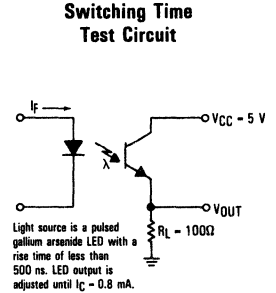 Switching Time
Test Circuit
IF
VCC = 5 V
λ
VOUT
RL = 100Ω
Light source is a pulsed
gallium arsenide LED with a
rise time of less than
500 ns. LED output is
adjusted until IC = 0.8 mA.